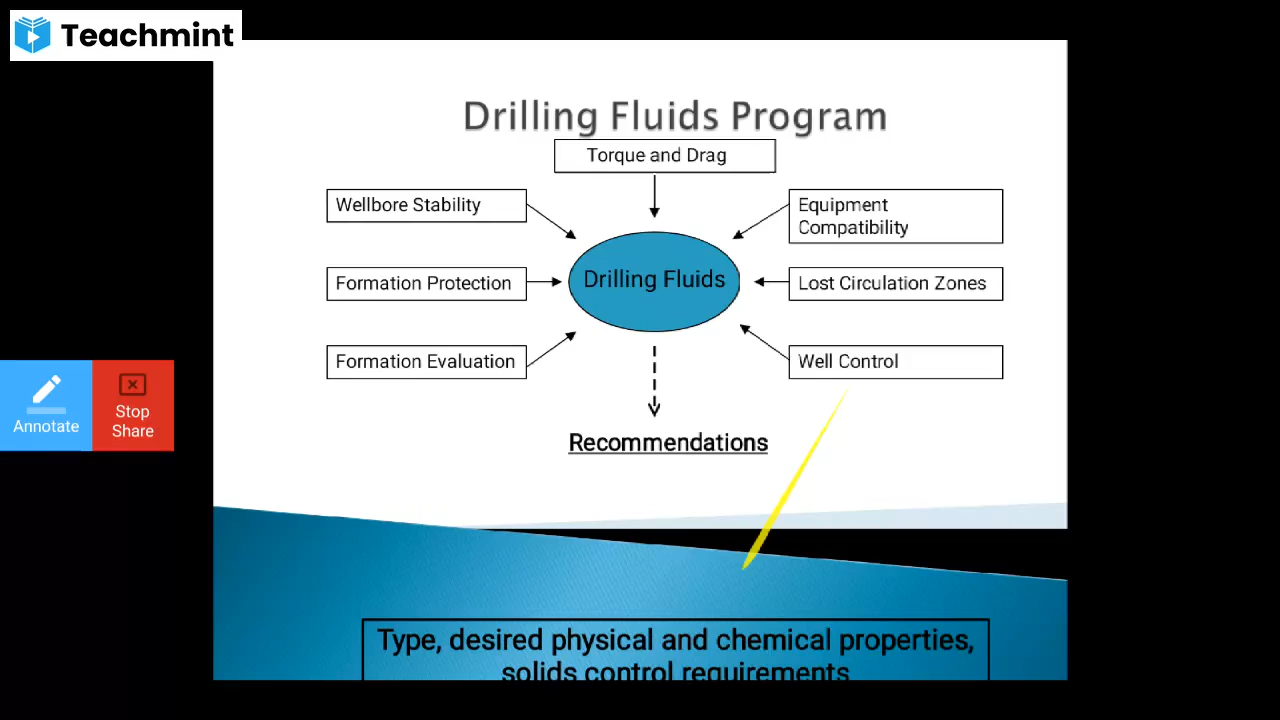 Teachmint
Drilling Fluids Program
Torque and Drag
Wellbore Stability
Equipment
Compatibility
Drilling Fluids
Formation Protection
Lost Circulation Zones
Formation Evaluation
Well Control
Annotate
Stop
Share
Recommendations
Type, desired physical and chemical properties,
solids control requirements